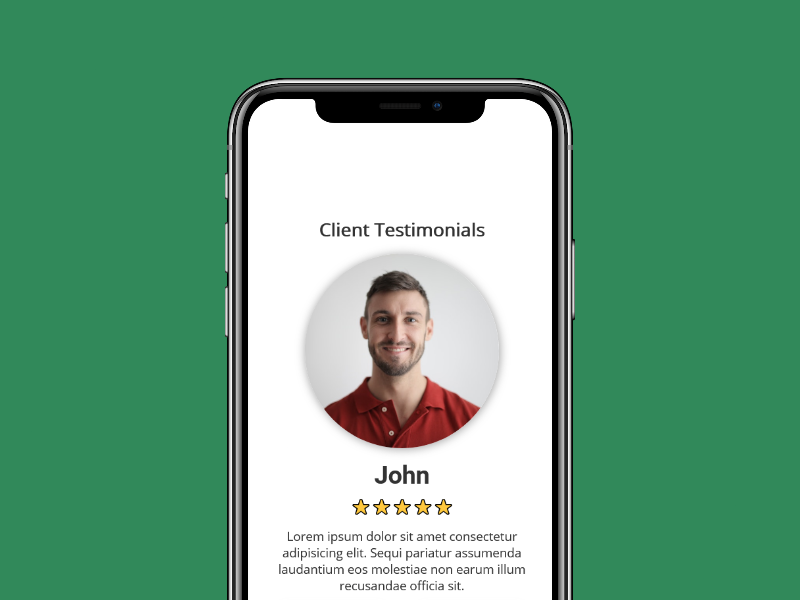 Client Testimonials
John
Lorem ipsum dolor sit amet consectetur
adipisicing elit. Sequi pariatur assumenda
laudantium eos molestiae non earum illum
recusandae officia sit.